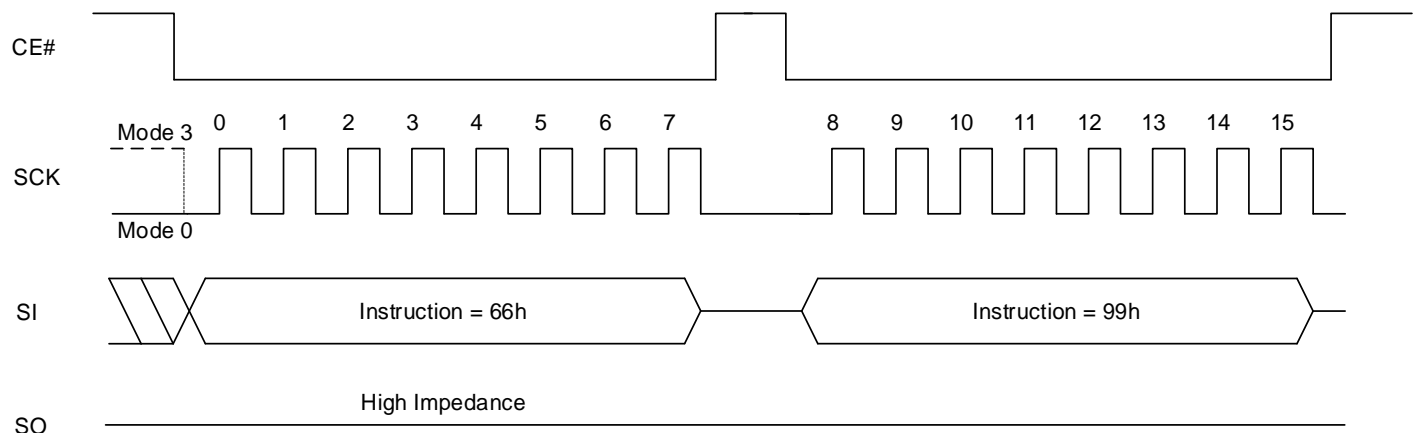 CE#
Mode 3 0 1 2 3 4 5 6 7 8 9 10 11 12 13 14 15
SCK
Mode 0
SI Instruction = 66h Instruction = 99h
High Impedance
SO